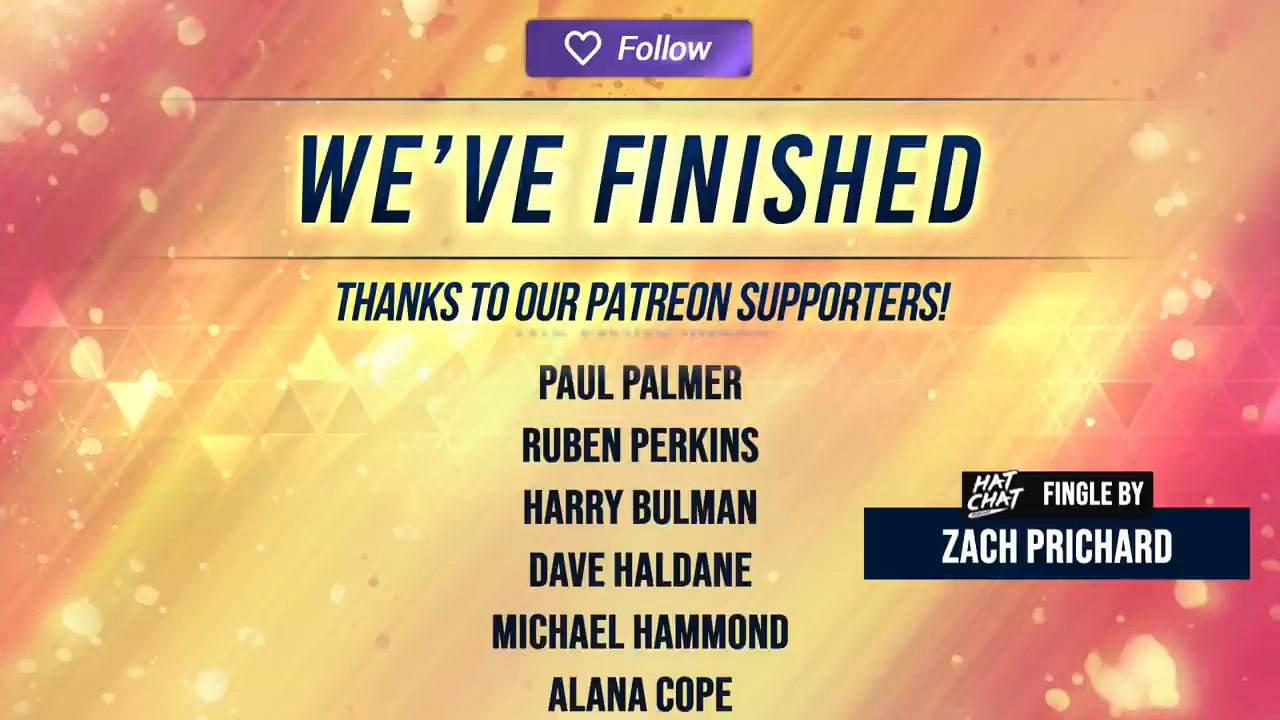 Follow
WE'VE FINISHED
THANKS TO OUR PATREON SUPPORTERS!
PAUL PALMER
RUBEN PERKINS
HARRY BULMAN
DAVE HALDANE
MICHAEL HAMMOND
ALANA COPE
HAT CHAT
FINGLE BY
ZACH PRICHARD